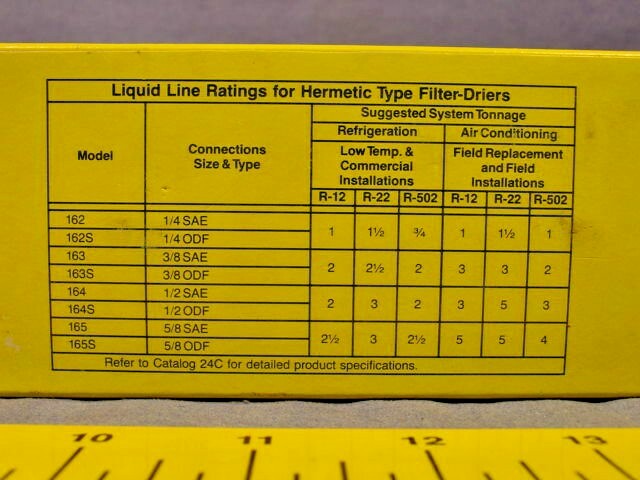 Liquid Line Ratings for Hermetic Type Filter-Driers
Model
Connections
Size & Type
Suggested System Tonnage
Refrigeration
Air Conditioning
Low Temp. &
Commercial
Installations
Field Replacement
and Field
Installations
R-12 R-22 R-502 R-12 R-22 R-502
162 1/4 SAE
162S 1/4 ODF
1 1½ ¾ 1 1½ 1
163 3/8 SAE
163S 3/8 ODF
2 2½ 2 3 3 2
164 1/2 SAE
164S 1/2 ODF
2 3 2 3 5 3
165 5/8 SAE
165S 5/8 ODF
2½ 3 2½ 5 5 4
Refer to Catalog 24C for detailed product specifications.
10 11 12 13